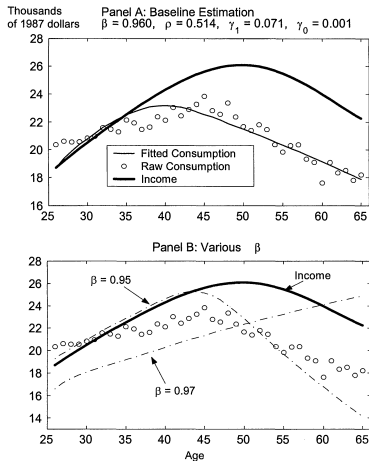 Thousands
of 1987 dollars
Panel A: Baseline Estimation
β = 0.960, ρ = 0.514, γ1 = 0.071, γ0 = 0.001
28
26
24
22
20
18
16
Fitted Consumption
Raw Consumption
Income
25 30 35 40 45 50 55 60 65
Panel B: Various β
28
26
24
22
20
18
16
14
β = 0.95
Income
β = 0.97
25 30 35 40 45 50 55 60 65
Age